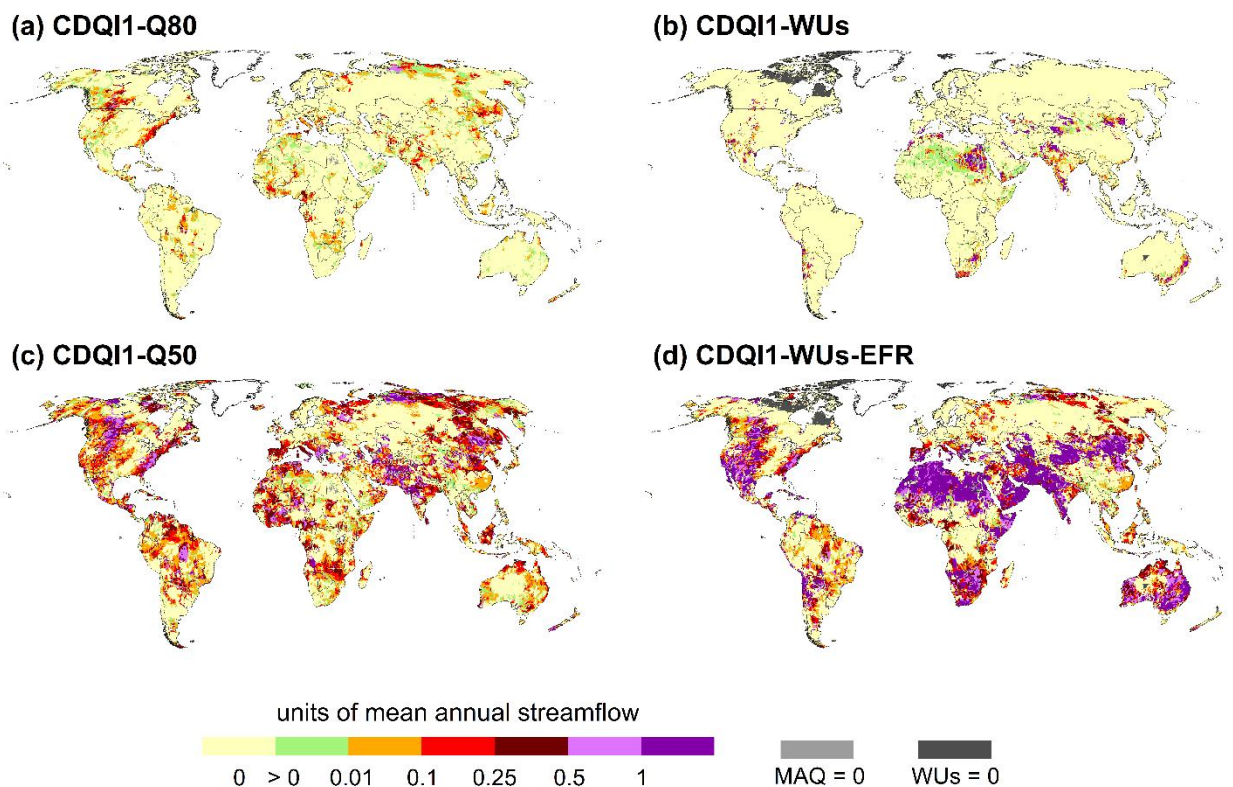 (a) CDQI1-Q80
(b) CDQI1-WUs
(c) CDQI1-Q50
(d) CDQI1-WUs-EFR
units of mean annual streamflow
0 > 0 0.01 0.1 0.25 0.5 1
MAQ = 0
WUs = 0